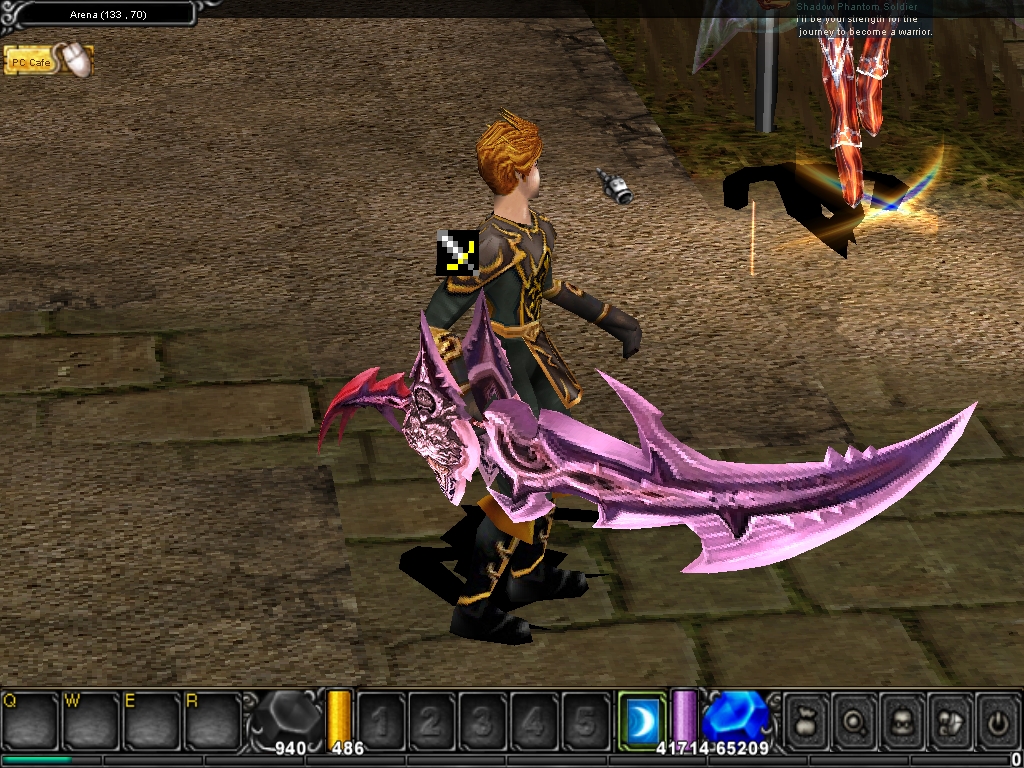 Arena (133 , 70)
Shadow Phantom Soldier
I'll be your strength for the
journey to become a warrior.
PC Cafe
Q W E R
1 2 3 4 5
940 486 41714 65209
0